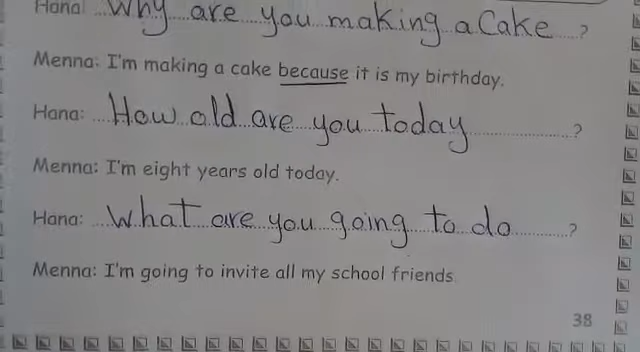 Hana: ...Why are you making a Cake...?
Menna: I'm making a cake because it is my birthday.
Hana: ...How old are you today...?
Menna: I'm eight years old today.
Hana: ...What are you going to do...?
Menna: I'm going to invite all my school friends.
38